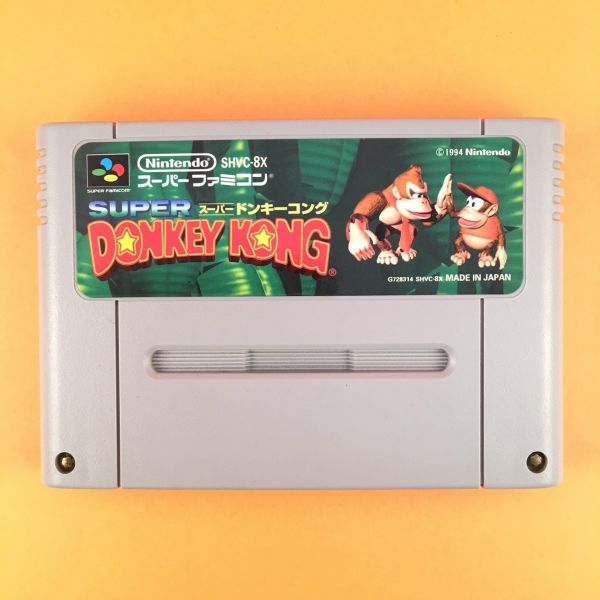 Nintendo SHVC-8X
スーパーファミコン
SUPER FAMICOM
SUPER スーパードンキーコング
DONKEY KONG®
©1994 Nintendo
G728314 SHVC-8X MADE IN JAPAN